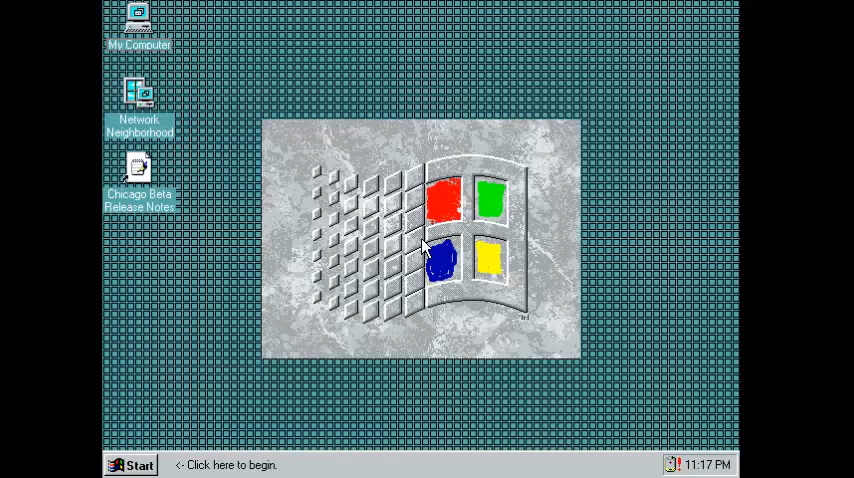 My Computer
Network
Neighborhood
Chicago Beta
Release Notes
Start
<- Click here to begin.
11:17 PM